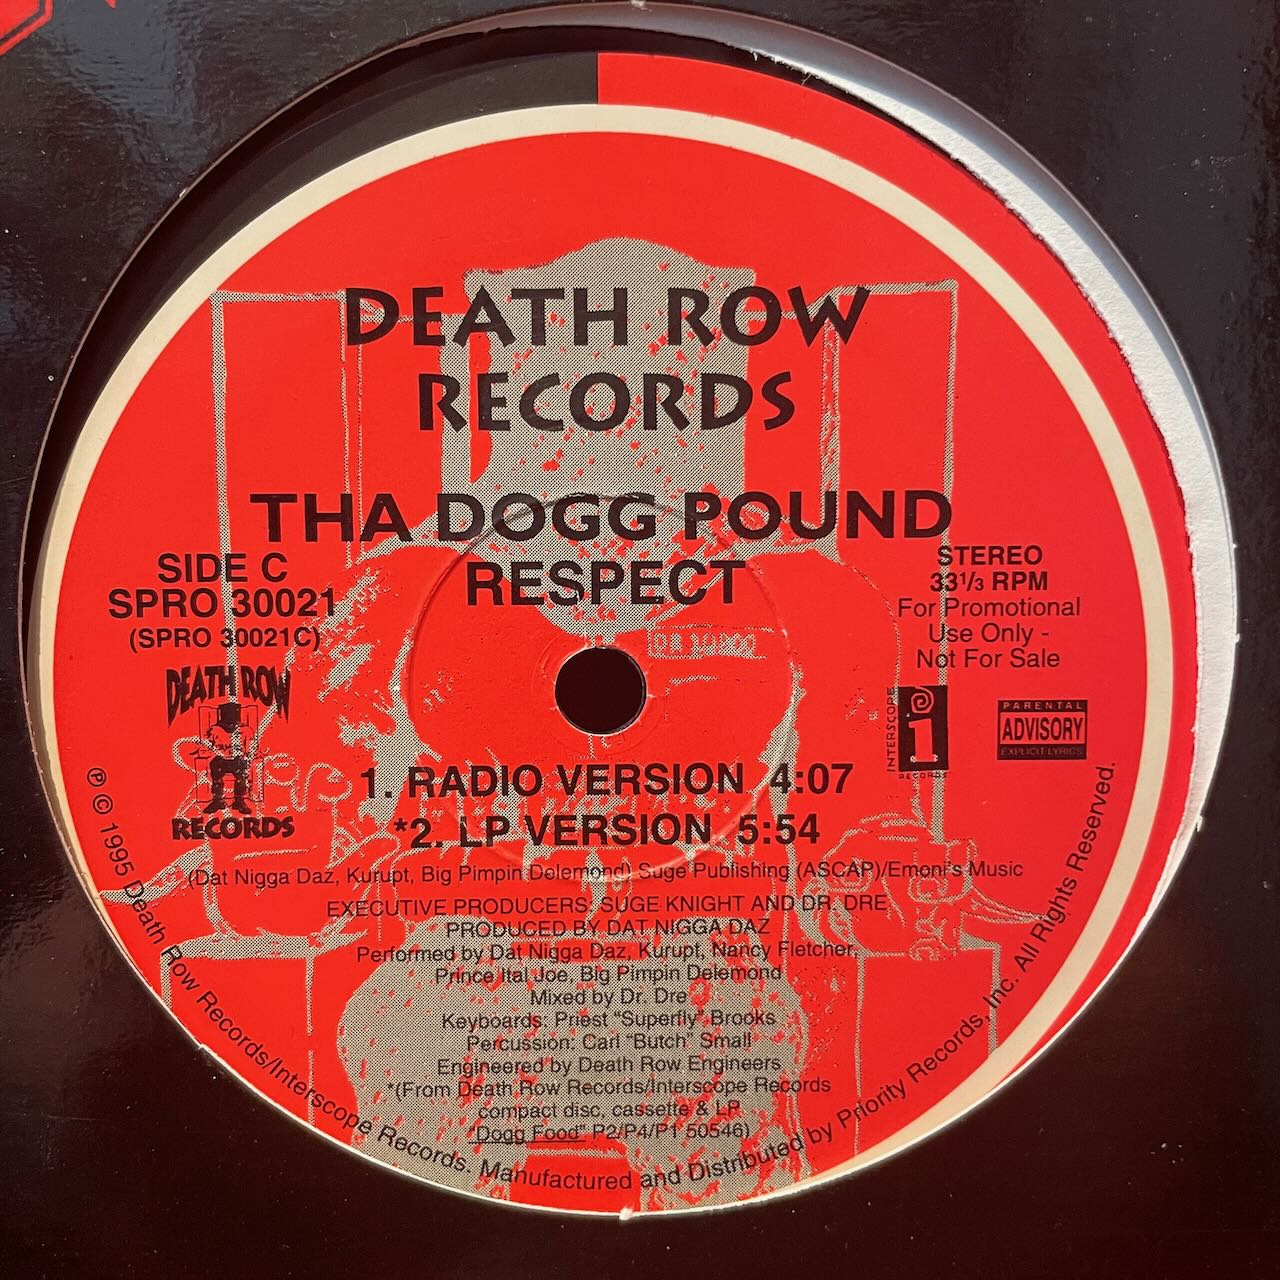 DEATH ROW
RECORDS
THA DOGG POUND
RESPECT
SIDE C
SPRO 30021
(SPRO 30021C)
DEATH ROW
RECORDS
STEREO
33 1/3 RPM
For Promotional
Use Only -
Not For Sale
INTERSCOPE
i
RECORDS
PARENTAL
ADVISORY
EXPLICIT LYRICS
1. RADIO VERSION 4:07
*2. LP VERSION 5:54
(Dat Nigga Daz, Kurupt, Big Pimpin Delemond) Suge Publishing (ASCAP)/Emoni's Music
EXECUTIVE PRODUCERS, SUGE KNIGHT AND DR. DRE
PRODUCED BY DAT NIGGA DAZ
Performed by Dat Nigga Daz, Kurupt, Nancy Fletcher,
Prince Ital Joe, Big Pimpin Delemond
Mixed by Dr. Dre
Keyboards: Priest "Superfly" Brooks
Percussion: Carl "Butch" Small
Engineered by Death Row Engineers
*(From Death Row Records/Interscope Records
compact disc, cassette & LP
"Dogg Food" P2/P4/P1 50546)
℗ © 1995 Death Row Records/Interscope Records. Manufactured and Distributed by Priority Records, Inc. All Rights Reserved.